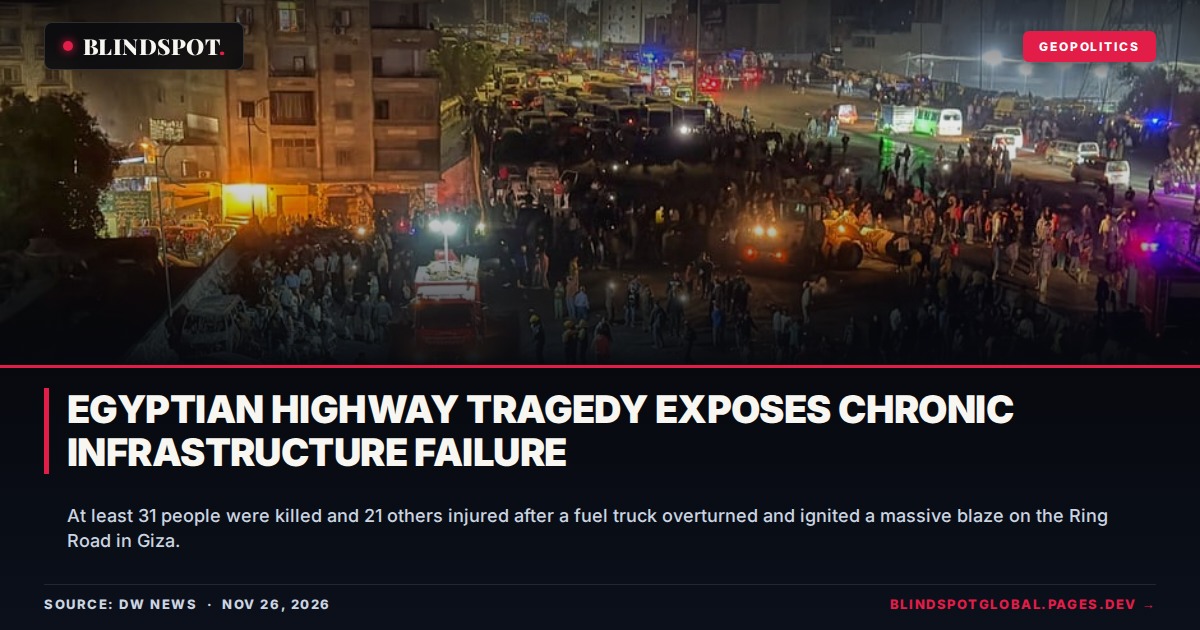 BLINDSPOT.
GEOPOLITICS
EGYPTIAN HIGHWAY TRAGEDY EXPOSES CHRONIC
INFRASTRUCTURE FAILURE
At least 31 people were killed and 21 others injured after a fuel truck overturned and ignited a massive blaze on the Ring
Road in Giza.
SOURCE: DW NEWS · NOV 26, 2026
BLINDSPOTGLOBAL.PAGES.DEV →